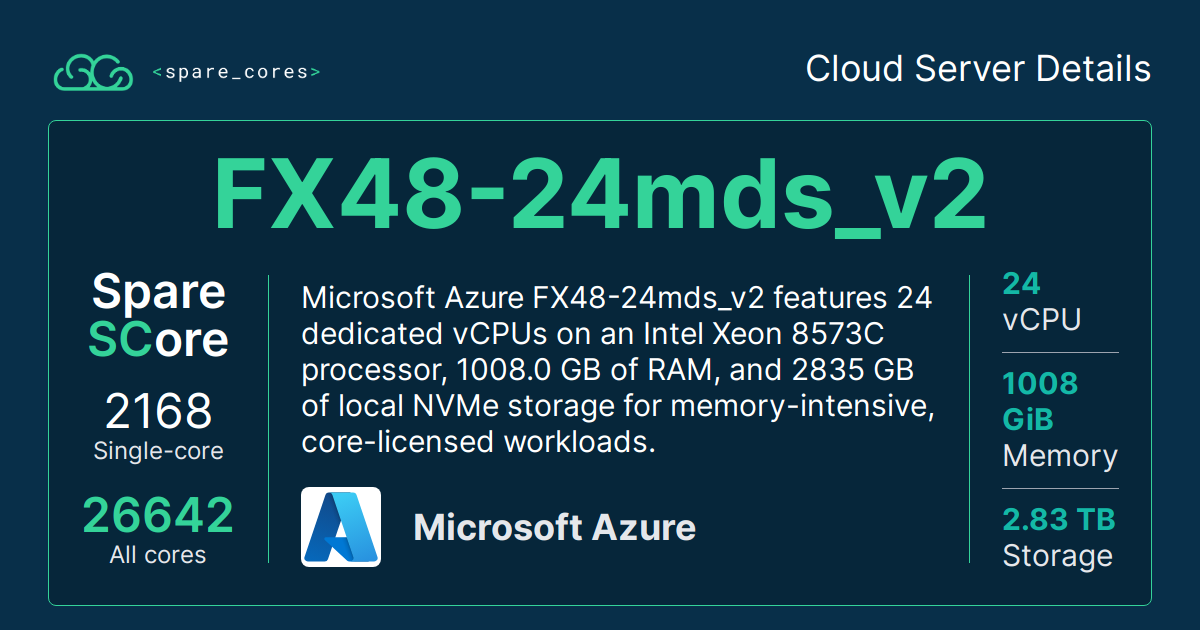 <spare_cores>
Cloud Server Details
FX48-24mds_v2
Spare
SCore
2168
Single-core
26642
All cores
Microsoft Azure FX48-24mds_v2 features 24
dedicated vCPUs on an Intel Xeon 8573C
processor, 1008.0 GB of RAM, and 2835 GB
of local NVMe storage for memory-intensive,
core-licensed workloads.
Microsoft Azure
24
vCPU
1008
GiB
Memory
2.83 TB
Storage